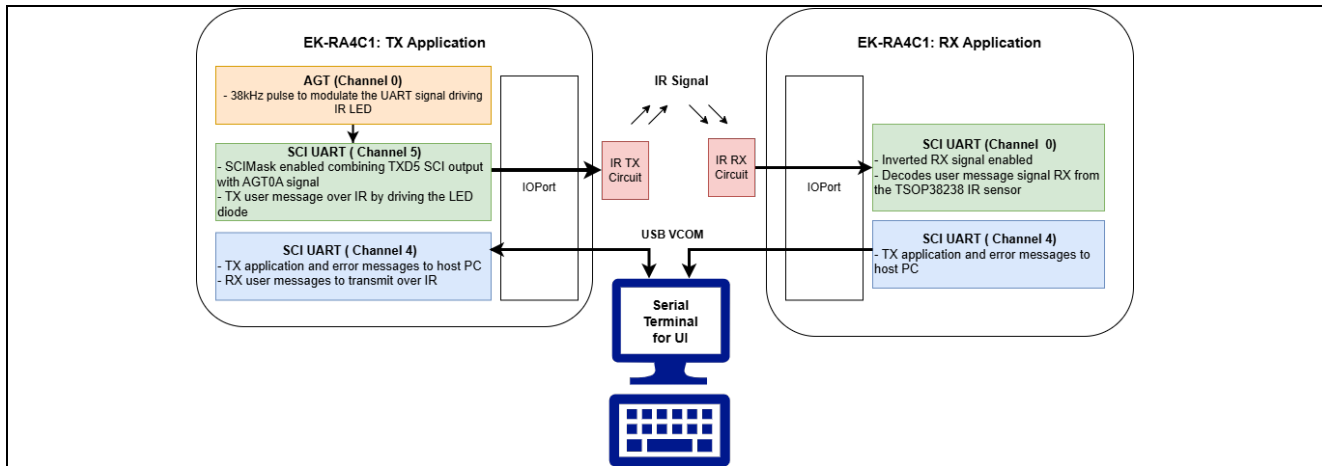 EK-RA4C1: TX Application
AGT (Channel 0)
- 38kHz pulse to modulate the UART signal driving
IR LED
SCI UART ( Channel 5)
- SCIMask enabled combining TXD5 SCI output
with AGT0A signal
- TX user message over IR by driving the LED
diode
SCI UART ( Channel 4)
- TX application and error messages to host PC
- RX user messages to transmit over IR
IOPort
IR Signal
IR TX
Circuit
IR RX
Circuit
USB VCOM
Serial
Terminal
for UI
EK-RA4C1: RX Application
IOPort
SCI UART (Channel 0)
- Inverted RX signal enabled
- Decodes user message signal RX from
the TSOP38238 IR sensor
SCI UART ( Channel 4)
- TX application and error messages to
host PC